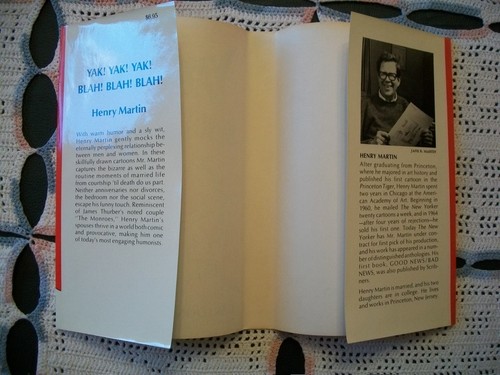 $8.95
YAK! YAK! YAK!
BLAH! BLAH! BLAH!
Henry Martin
With warm humor and a sly wit,
Henry Martin gently mocks the
eternally perplexing relationship be-
tween men and women. In these
skillfully drawn cartoons Mr. Martin
captures the bizarre as well as the
routine moments of married life
from courtship 'til death do us part.
Neither anniversaries nor divorces,
the bedroom nor the social scene,
escape his funny touch. Reminiscent
of James Thurber's noted couple
"The Monroes," Henry Martin's
spouses thrive in a world both comic
and provocative, making him one
of today's most engaging humorists.
JANE R. MARTIN
HENRY MARTIN
After graduating from Princeton,
where he majored in art history and
published his first cartoon in the
Princeton Tiger, Henry Martin spent
two years in Chicago at the Ameri-
can Academy of Art. Beginning in
1960, he mailed The New Yorker
twenty cartoons a week, and in 1964
—after four years of rejections—he
sold his first one. Today The New
Yorker has Mr. Martin under con-
tract for first pick of his production,
and his work has appeared in a num-
ber of distinguished anthologies. His
first book, GOOD NEWS/BAD
NEWS, was also published by Scrib-
ners.
Henry Martin is married, and his two
daughters are in college. He lives
and works in Princeton, New Jersey.